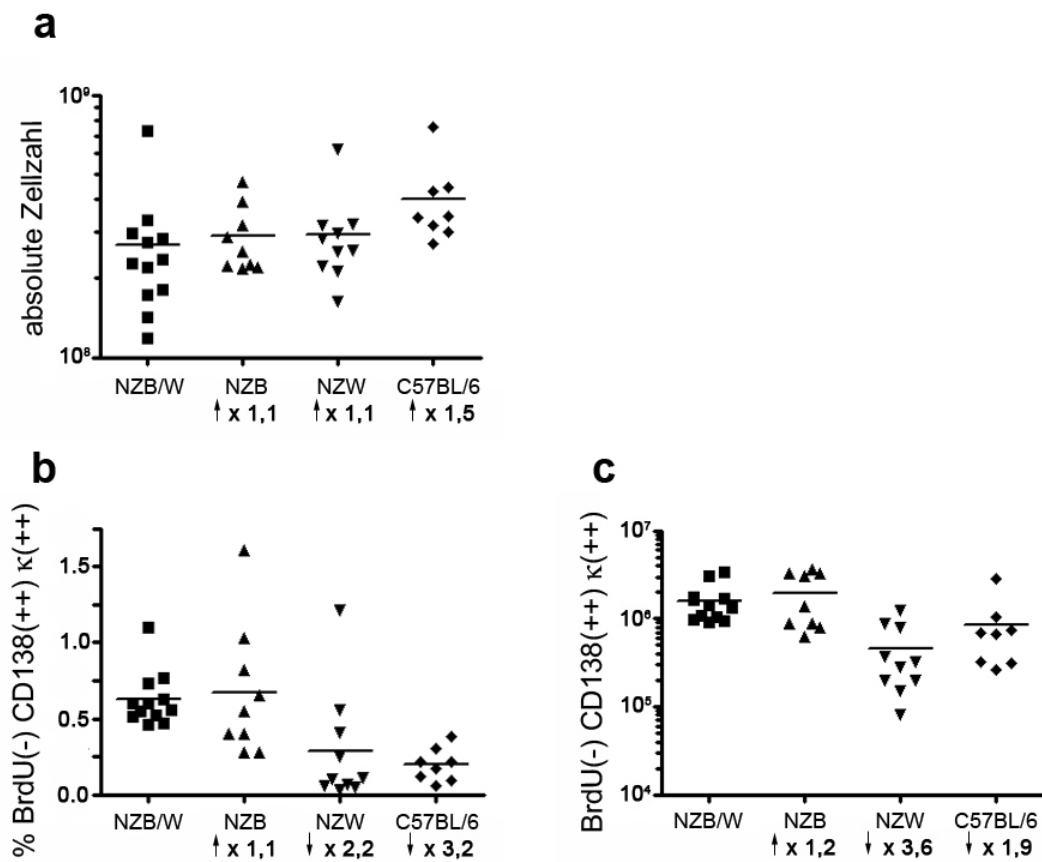 a
absolute Zellzahl
10⁹
10⁸
NZB/W NZB NZW C57BL/6
↑ x 1,1 ↑ x 1,1 ↑ x 1,5
b
% BrdU(-) CD138(++) κ(++)
1.5
1.0
0.5
0.0
NZB/W NZB NZW C57BL/6
↑ x 1,1 ↓ x 2,2 ↓ x 3,2
c
BrdU(-) CD138(++) κ(++)
10⁷
10⁶
10⁵
10⁴
NZB/W NZB NZW C57BL/6
↑ x 1,2 ↓ x 3,6 ↓ x 1,9